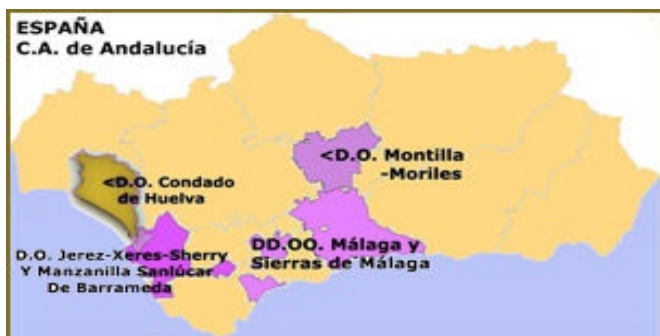 ESPAÑA
C.A. de Andalucía
<D.O. Montilla
-Moriles
<D.O. Condado
de Huelva
D.O. Jerez-Xeres-Sherry
Y Manzanilla Sanlúcar
De Barrameda
DD.OO. Málaga y
Sierras de Málaga